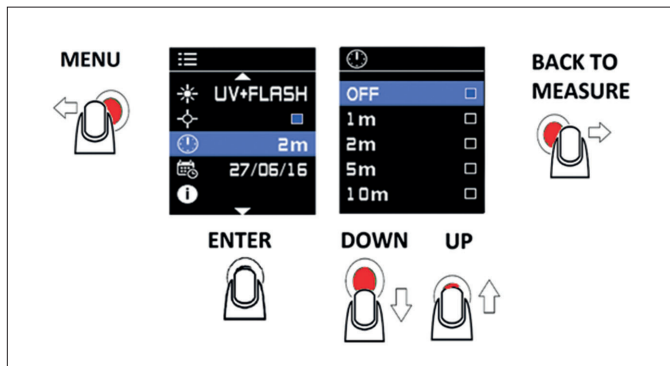 MENU
UV+FLASH
2m
27/06/16
i
ENTER
OFF
1m
2m
5m
10m
DOWN
UP
BACK TO
MEASURE